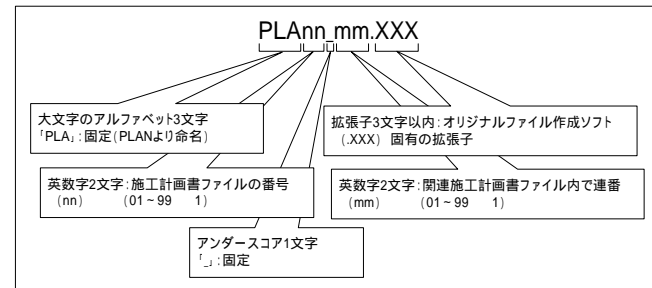 PLAnn_mm.XXX
大文字のアルファベット3文字
「PLA」:固定(PLANより命名)
拡張子3文字以内:オリジナルファイル作成ソフト
(.XXX) 固有の拡張子
英数字2文字:施工計画書ファイルの番号
(nn) (01~99 1)
英数字2文字:関連施工計画書ファイル内で連番
(mm) (01~99 1)
アンダースコア1文字
「_」:固定